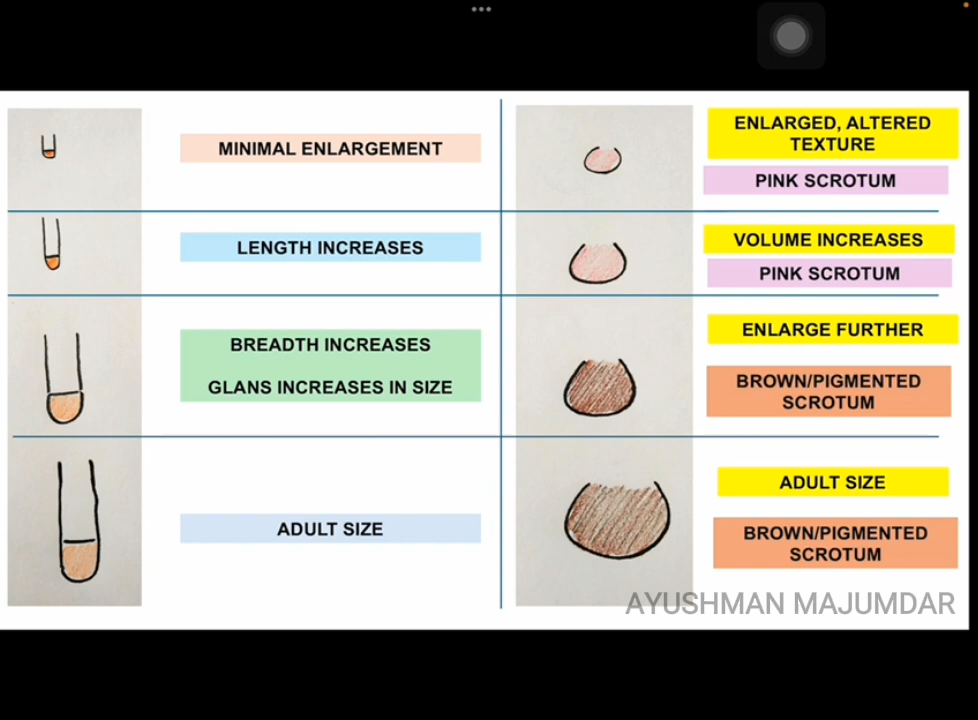 MINIMAL ENLARGEMENT
ENLARGED, ALTERED
TEXTURE
PINK SCROTUM
LENGTH INCREASES
VOLUME INCREASES
PINK SCROTUM
BREADTH INCREASES
GLANS INCREASES IN SIZE
ENLARGE FURTHER
BROWN/PIGMENTED
SCROTUM
ADULT SIZE
ADULT SIZE
BROWN/PIGMENTED
SCROTUM
AYUSHMAN MAJUMDAR